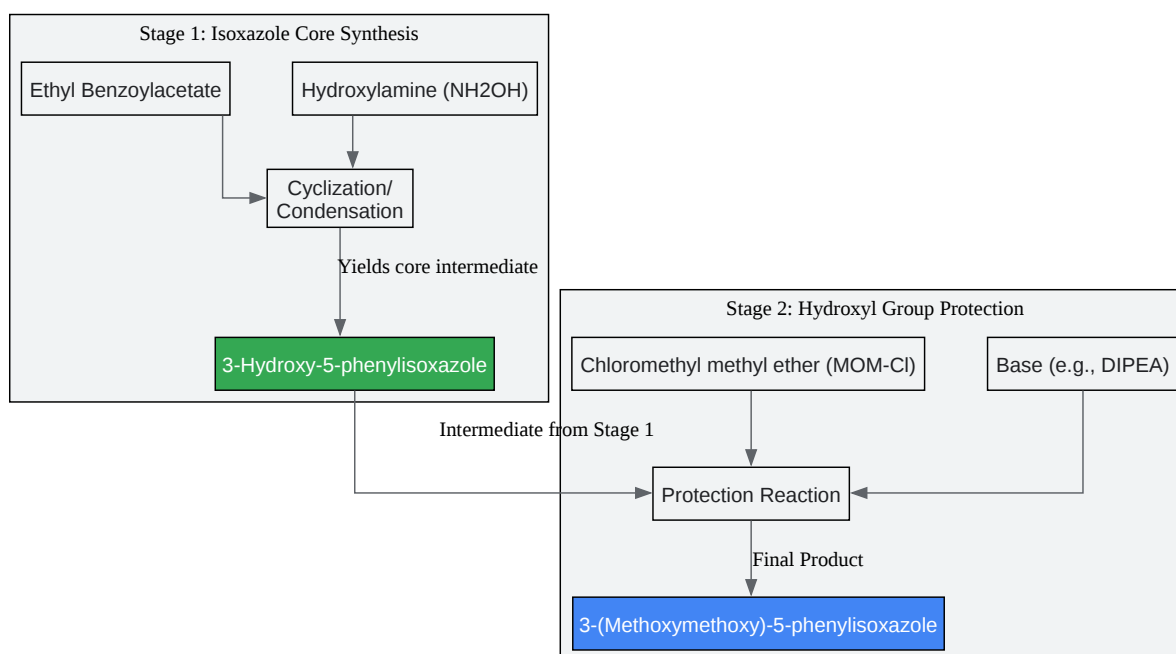 Stage 1: Isoxazole Core Synthesis
Ethyl Benzoylacetate
Hydroxylamine (NH2OH)
Cyclization/
Condensation
Yields core intermediate
3-Hydroxy-5-phenylisoxazole
Stage 2: Hydroxyl Group Protection
Chloromethyl methyl ether (MOM-Cl)
Base (e.g., DIPEA)
Intermediate from Stage 1
Protection Reaction
Final Product
3-(Methoxymethoxy)-5-phenylisoxazole